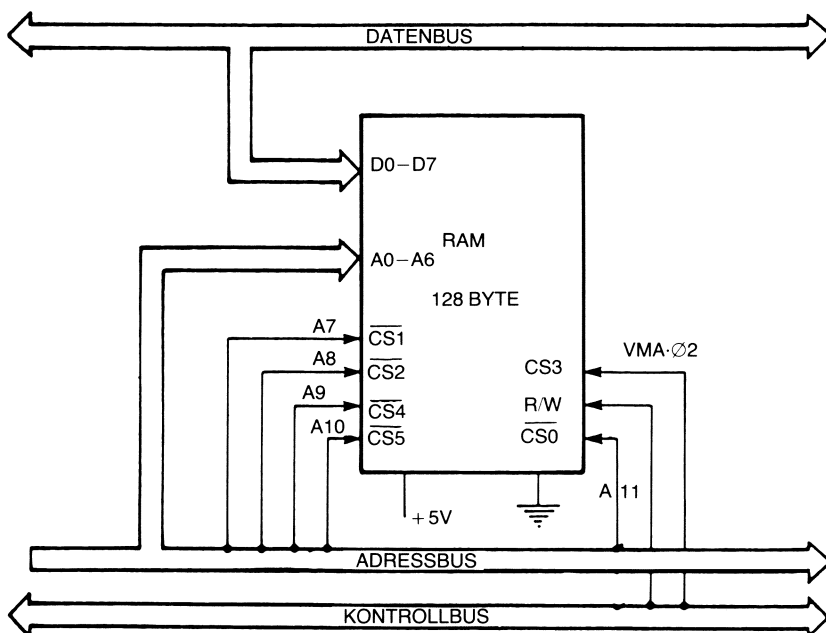 DATENBUS
D0–D7
RAM
A0–A6
128 BYTE
A7
CS1
A8
CS2
A9
CS4
A10
CS5
VMA·Ø2
CS3
R/W
CS0
A 11
+5V
ADRESSBUS
KONTROLLBUS